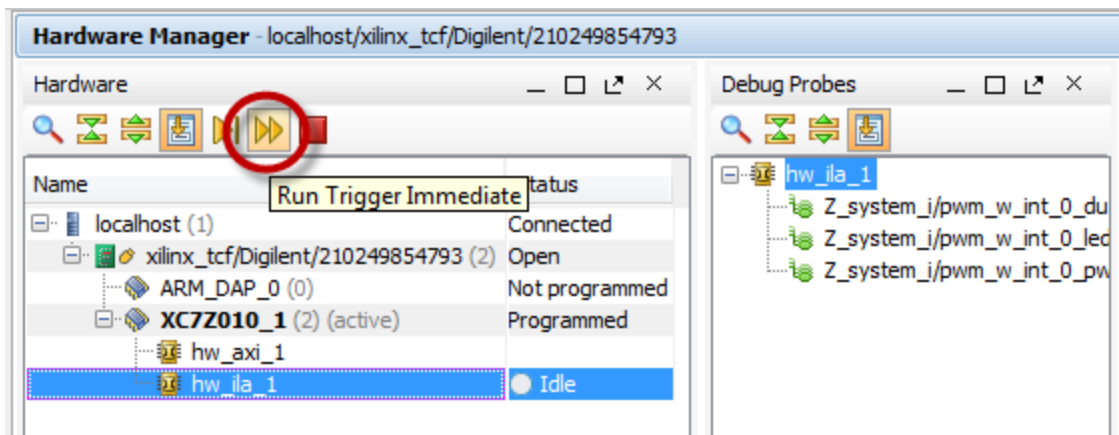 Hardware Manager - localhost/xilinx_tcf/Digilent/210249854793
Hardware
Debug Probes
Run Trigger Immediate
Name
localhost (1) Connected
xilinx_tcf/Digilent/210249854793 (2) Open
ARM_DAP_0 (0) Not programmed
XC7Z010_1 (2) (active) Programmed
hw_axi_1
hw_ila_1 Idle
hw_ila_1
Z_system_i/pwm_w_int_0_du
Z_system_i/pwm_w_int_0_led
Z_system_i/pwm_w_int_0_pw